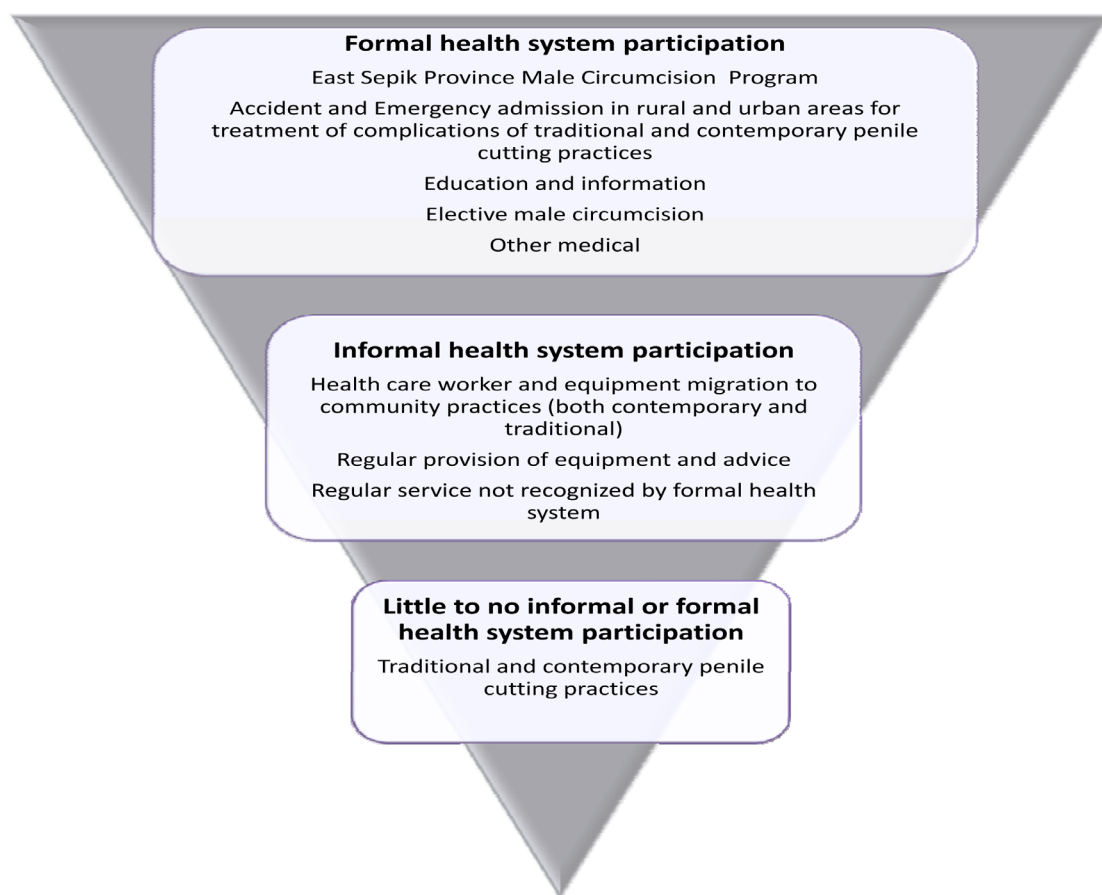 Formal health system participation
East Sepik Province Male Circumcision Program
Accident and Emergency admission in rural and urban areas for
treatment of complications of traditional and contemporary penile
cutting practices
Education and information
Elective male circumcision
Other medical
Informal health system participation
Health care worker and equipment migration to
community practices (both contemporary and
traditional)
Regular provision of equipment and advice
Regular service not recognized by formal health
system
Little to no informal or formal
health system participation
Traditional and contemporary penile
cutting practices